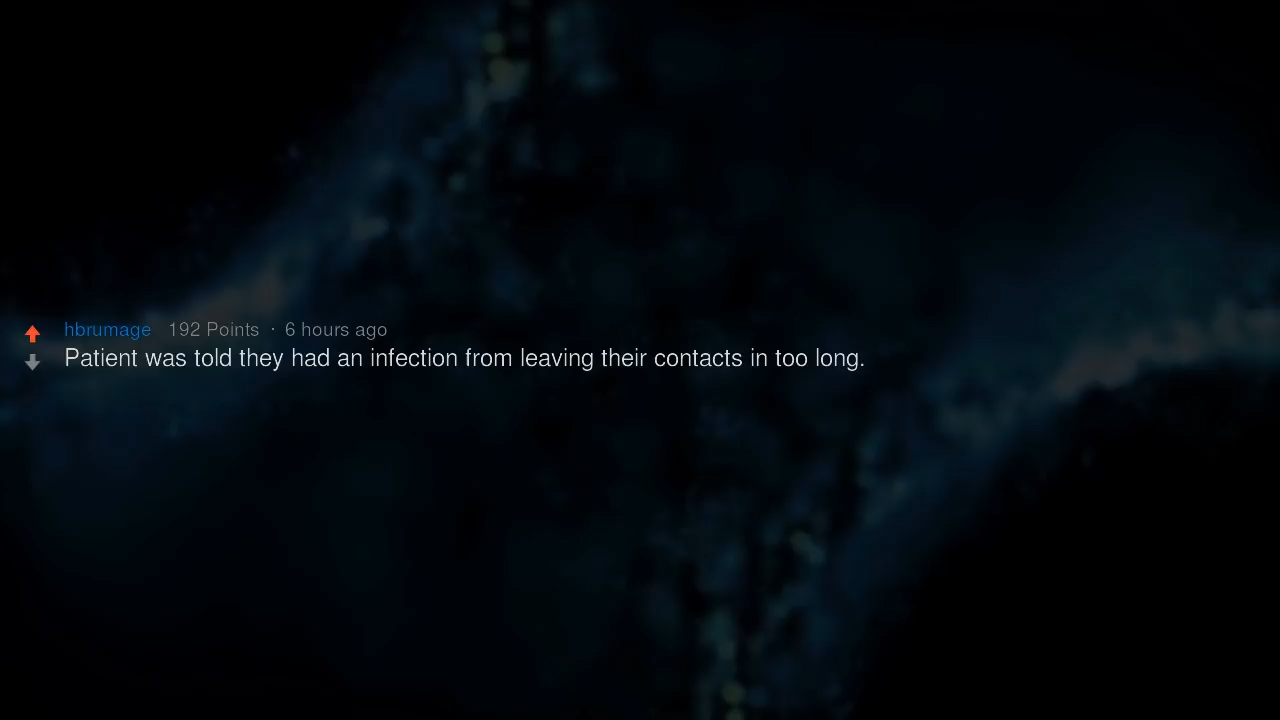 hbrumage 192 Points · 6 hours ago
Patient was told they had an infection from leaving their contacts in too long.